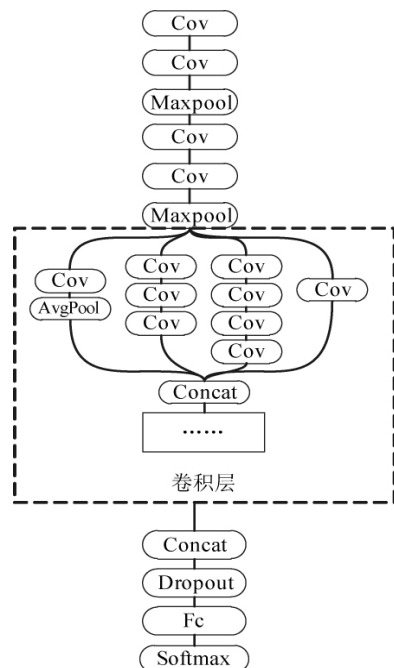 Cov
Cov
Maxpool
Cov
Cov
Maxpool
Cov
AvgPool
Cov
Cov
Cov
Cov
Cov
Cov
Cov
Cov
Concat
······
卷积层
Concat
Dropout
Fc
Softmax